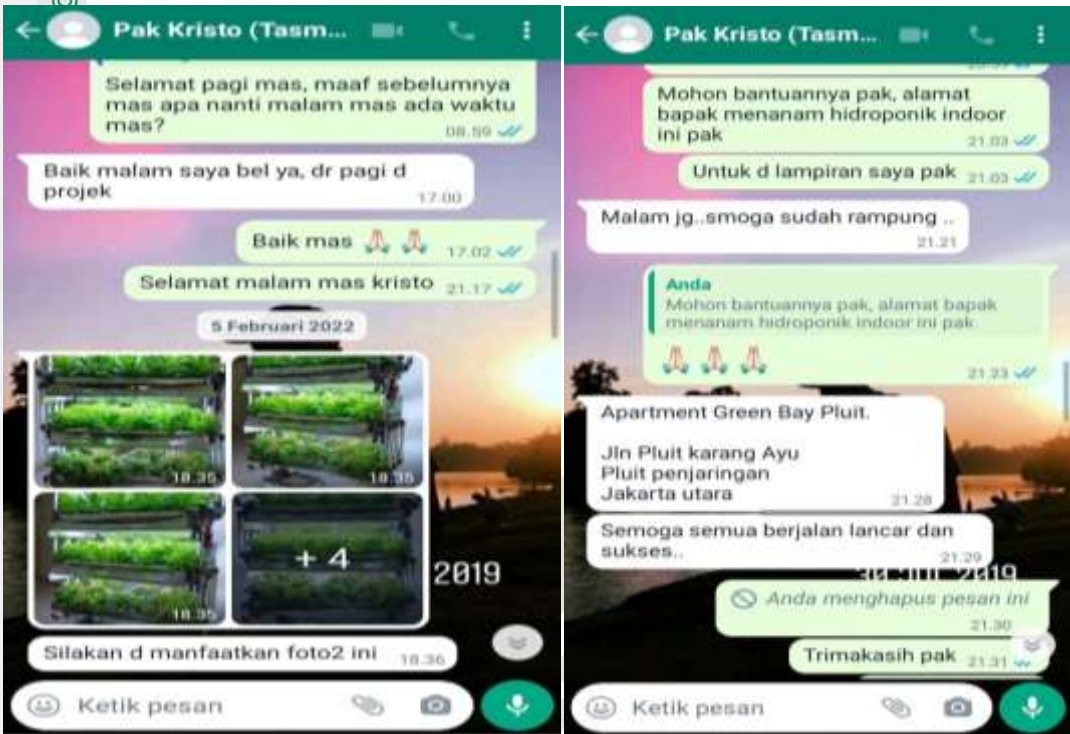 Pak Kristo (Tasm...
Selamat pagi mas, maaf sebelumnya
mas apa nanti malam mas ada waktu
mas?
08.59
Baik malam saya bel ya, dr pagi d
projek
17.00
Baik mas
17.02
Selamat malam mas kristo
21.17
5 Februari 2022
18.35
18.35
18.35
+ 4
2019
Silakan d manfaatkan foto2 ini
18.36
Ketik pesan
Pak Kristo (Tasm...
Mohon bantuannya pak, alamat
bapak menanam hidroponik indoor
ini pak
21.03
Untuk d lampiran saya pak
21.03
Malam jg..smoga sudah rampung ..
21.21
Anda
Mohon bantuannya pak, alamat bapak
menanam hidroponik indoor ini pak
21.23
Apartment Green Bay Pluit.
Jln Pluit karang Ayu
Pluit penjaringan
Jakarta utara
21.28
Semoga semua berjalan lancar dan
sukses..
21.29
2019
Anda menghapus pesan ini
21.30
Trimakasih pak
21.31
Ketik pesan